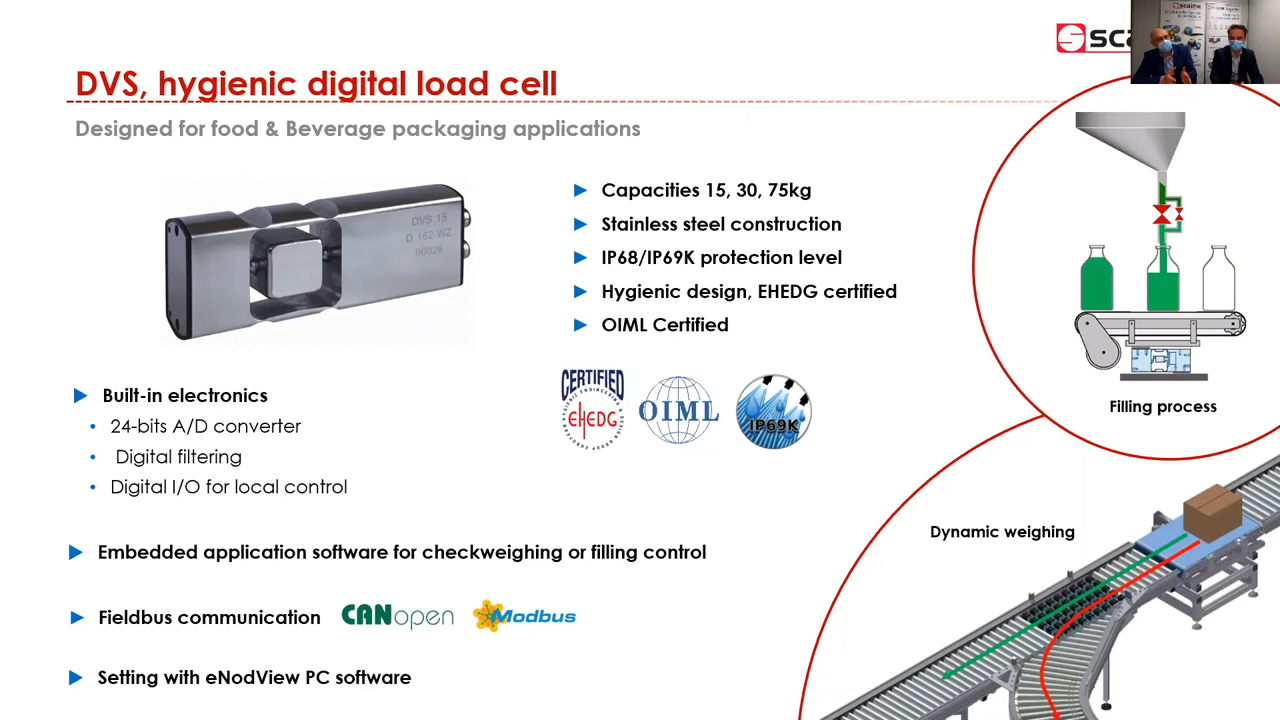 DVS, hygienic digital load cell
Designed for food & Beverage packaging applications
DVS 15
D 162 WZ
00026
► Capacities 15, 30, 75kg
► Stainless steel construction
► IP68/IP69K protection level
► Hygienic design, EHEDG certified
► OIML Certified
CERTIFIED
EHEDG
OIML
IP69K
► Built-in electronics
• 24-bits A/D converter
• Digital filtering
• Digital I/O for local control
► Embedded application software for checkweighing or filling control
► Fieldbus communication
CANopen
Modbus
► Setting with eNodView PC software
Filling process
Dynamic weighing
scaime